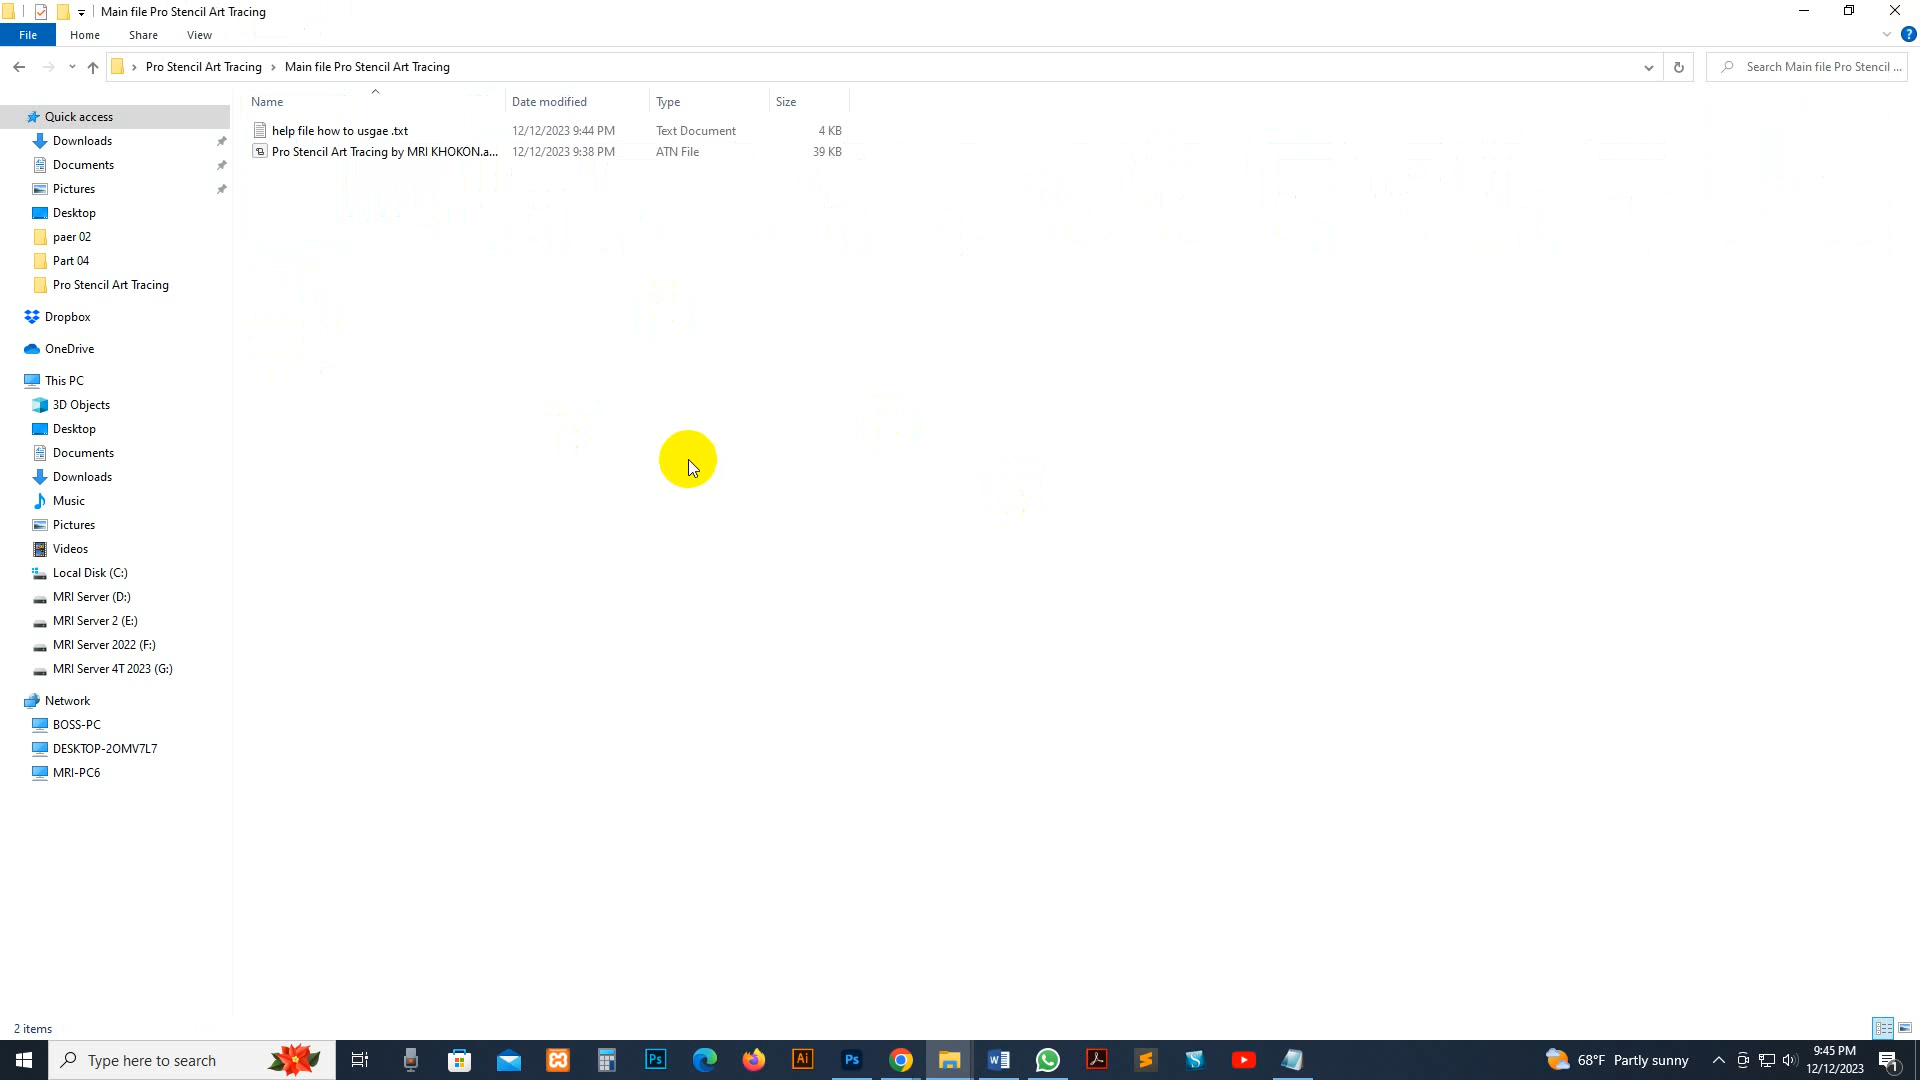 Main file Pro Stencil Art Tracing
File Home Share View
Pro Stencil Art Tracing > Main file Pro Stencil Art Tracing
Search Main file Pro Stencil ...
Name Date modified Type Size
help file how to usgae .txt 12/12/2023 9:44 PM Text Document 4 KB
Pro Stencil Art Tracing by MRI KHOKON.a... 12/12/2023 9:38 PM ATN File 39 KB
Quick access
Downloads
Documents
Pictures
Desktop
paer 02
Part 04
Pro Stencil Art Tracing
Dropbox
OneDrive
This PC
3D Objects
Desktop
Documents
Downloads
Music
Pictures
Videos
Local Disk (C:)
MRI Server (D:)
MRI Server 2 (E:)
MRI Server 2022 (F:)
MRI Server 4T 2023 (G:)
Network
BOSS-PC
DESKTOP-2OMV7L7
MRI-PC6
2 items
Type here to search
Ps
Ai
Ps
68°F Partly sunny
9:45 PM
12/12/2023
1